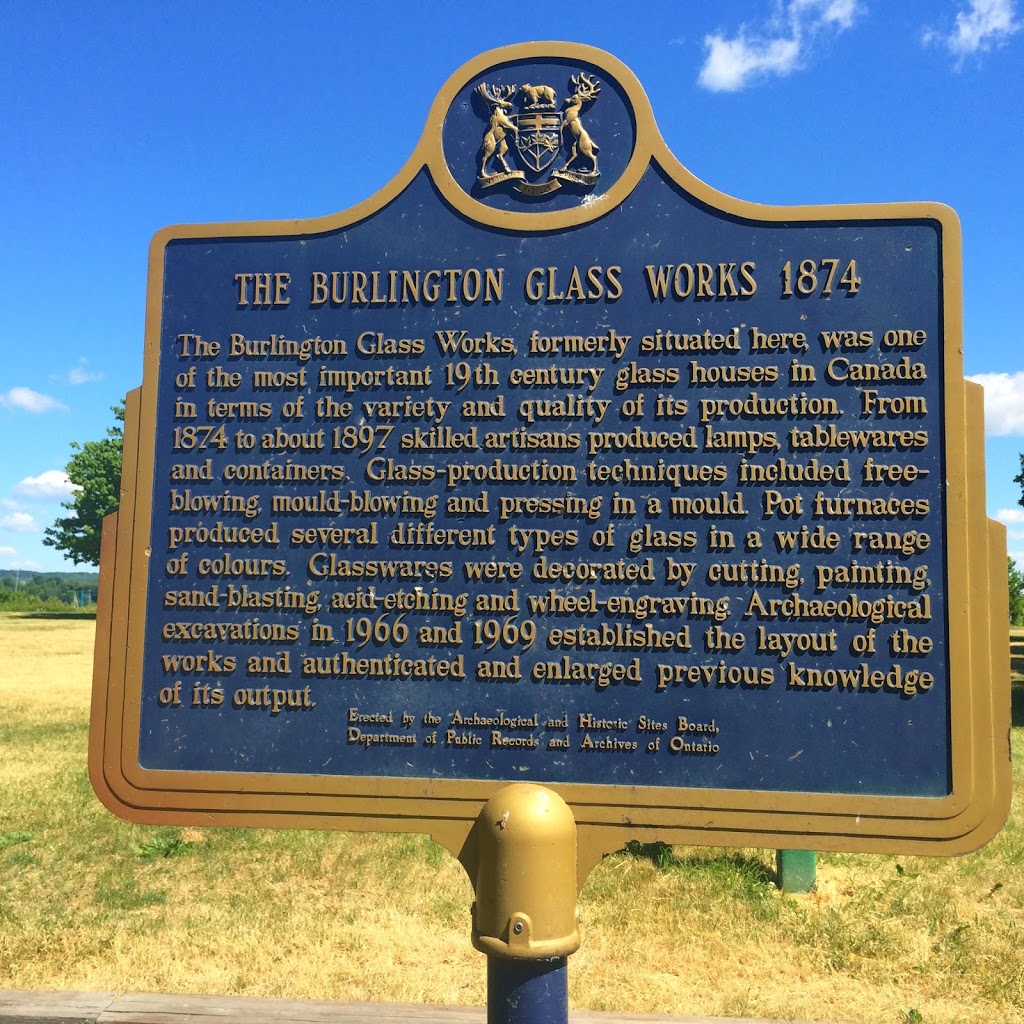 THE BURLINGTON GLASS WORKS 1874
The Burlington Glass Works, formerly situated here, was one
of the most important 19th century glass houses in Canada
in terms of the variety and quality of its production. From
1874 to about 1897 skilled artisans produced lamps, tablewares
and containers. Glass-production techniques included free-
blowing, mould-blowing and pressing in a mould. Pot furnaces
produced several different types of glass in a wide range
of colours. Glasswares were decorated by cutting, painting,
sand-blasting, acid-etching and wheel-engraving. Archaeological
excavations in 1966 and 1969 established the layout of the
works and authenticated and enlarged previous knowledge
of its output.
Erected by the Archaeological and Historic Sites Board,
Department of Public Records and Archives of Ontario